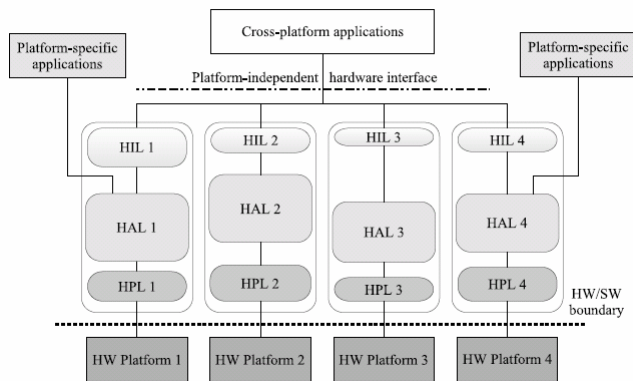 Cross-platform applications
Platform-specific
applications
Platform-specific
applications
Platform-independent hardware interface
HIL 1
HIL 2
HIL 3
HIL 4
HAL 1
HAL 2
HAL 3
HAL 4
HPL 1
HPL 2
HPL 3
HPL 4
HW/SW
boundary
HW Platform 1
HW Platform 2
HW Platform 3
HW Platform 4